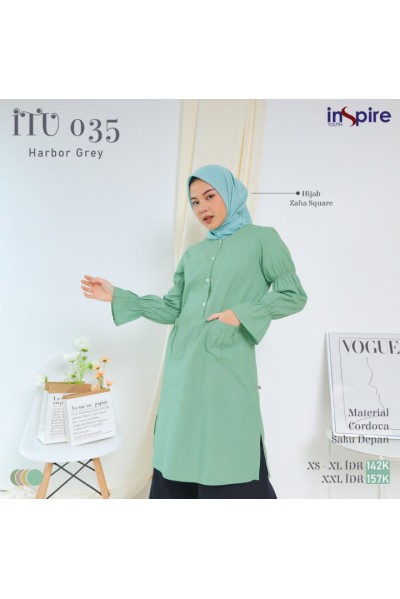 ITU 035
Harbor Grey
inSpire
YOUTH
Hijab
Zafia Square
VOGUE
Material
Cordova
Saku Depan
XS - XL IDR 142K
XXL IDR 157K